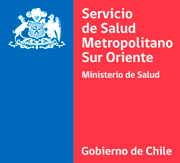 Servicio
de Salud
Metropolitano
Sur Oriente
Ministerio de Salud
Gobierno de Chile